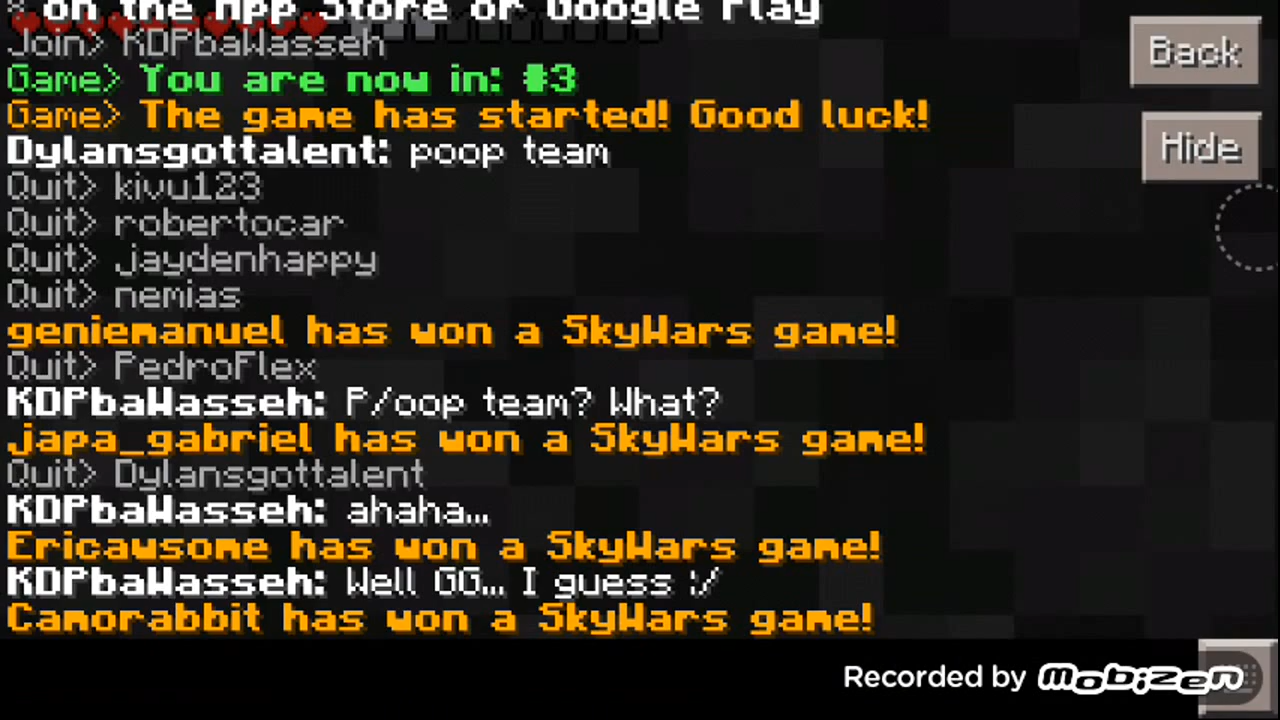 * on the App Store or Google Play
Join> KDPbaWasseh
Game> You are now in: #3
Game> The game has started! Good luck!
Dylansgottalent: poop team
Quit> kivu123
Quit> robertocar
Quit> jaydenhappy
Quit> nemias
geniemanuel has won a SkyWars game!
Quit> PedroFlex
KDPbaWasseh: P/oop team? What?
japa_gabriel has won a SkyWars game!
Quit> Dylansgottalent
KDPbaWasseh: ahaha...
Ericawsome has won a SkyWars game!
KDPbaWasseh: Well GG... I guess :/
Camorabbit has won a SkyWars game!
Back
Hide
Recorded by Mobizen